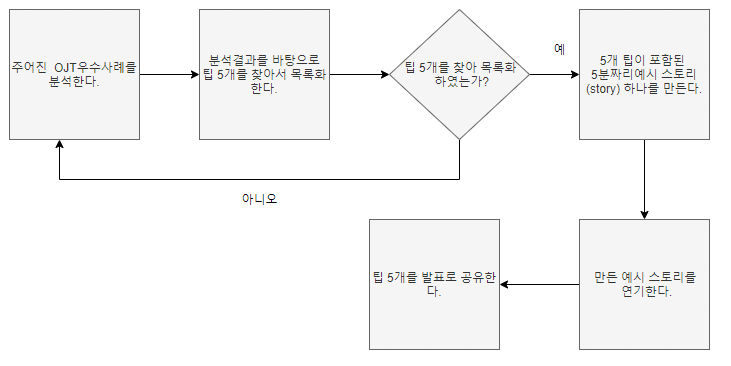 주어진  OJT우수사례를
분석한다.
분석결과를 바탕으로
팁 5개를 찾아서 목록화
한다.
팁 5개를 찾아 목록화
하였는가?
예
5개 팁이 포함된
5분짜리예시 스토리
(story) 하나를 만든다.
아니오
만든 예시 스토리를
연기한다.
팁 5개를 발표로 공유한
다.